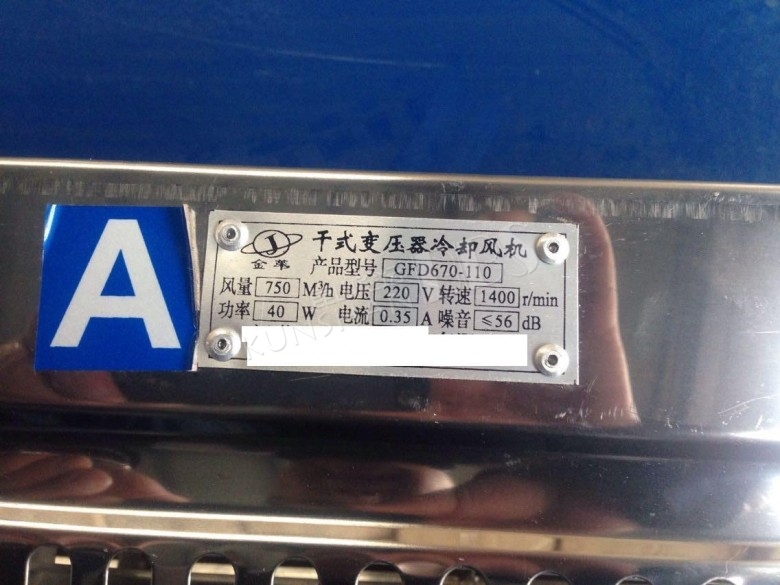 A
J
金苇
干式变压器冷却风机
产品型号 GFD670-110
风量 750 M³/h 电压 220 V 转速 1400 r/min
功率 40 W 电流 0.35 A 噪音 ≤56 dB